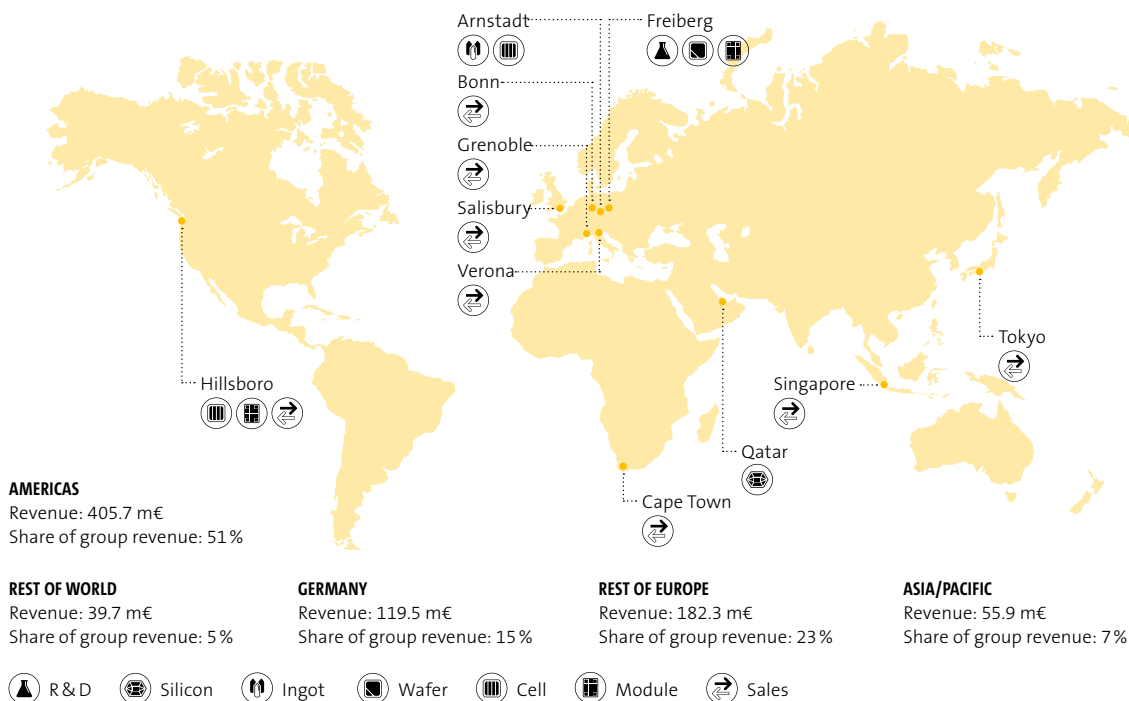 Arnstadt
Freiberg
Bonn
Grenoble
Salisbury
Verona
Hillsboro
Tokyo
Singapore
Qatar
Cape Town
AMERICAS
Revenue: 405.7 m€
Share of group revenue: 51%
REST OF WORLD
Revenue: 39.7 m€
Share of group revenue: 5%
GERMANY
Revenue: 119.5 m€
Share of group revenue: 15%
REST OF EUROPE
Revenue: 182.3 m€
Share of group revenue: 23%
ASIA/PACIFIC
Revenue: 55.9 m€
Share of group revenue: 7%
R&D Silicon Ingot Wafer Cell Module Sales